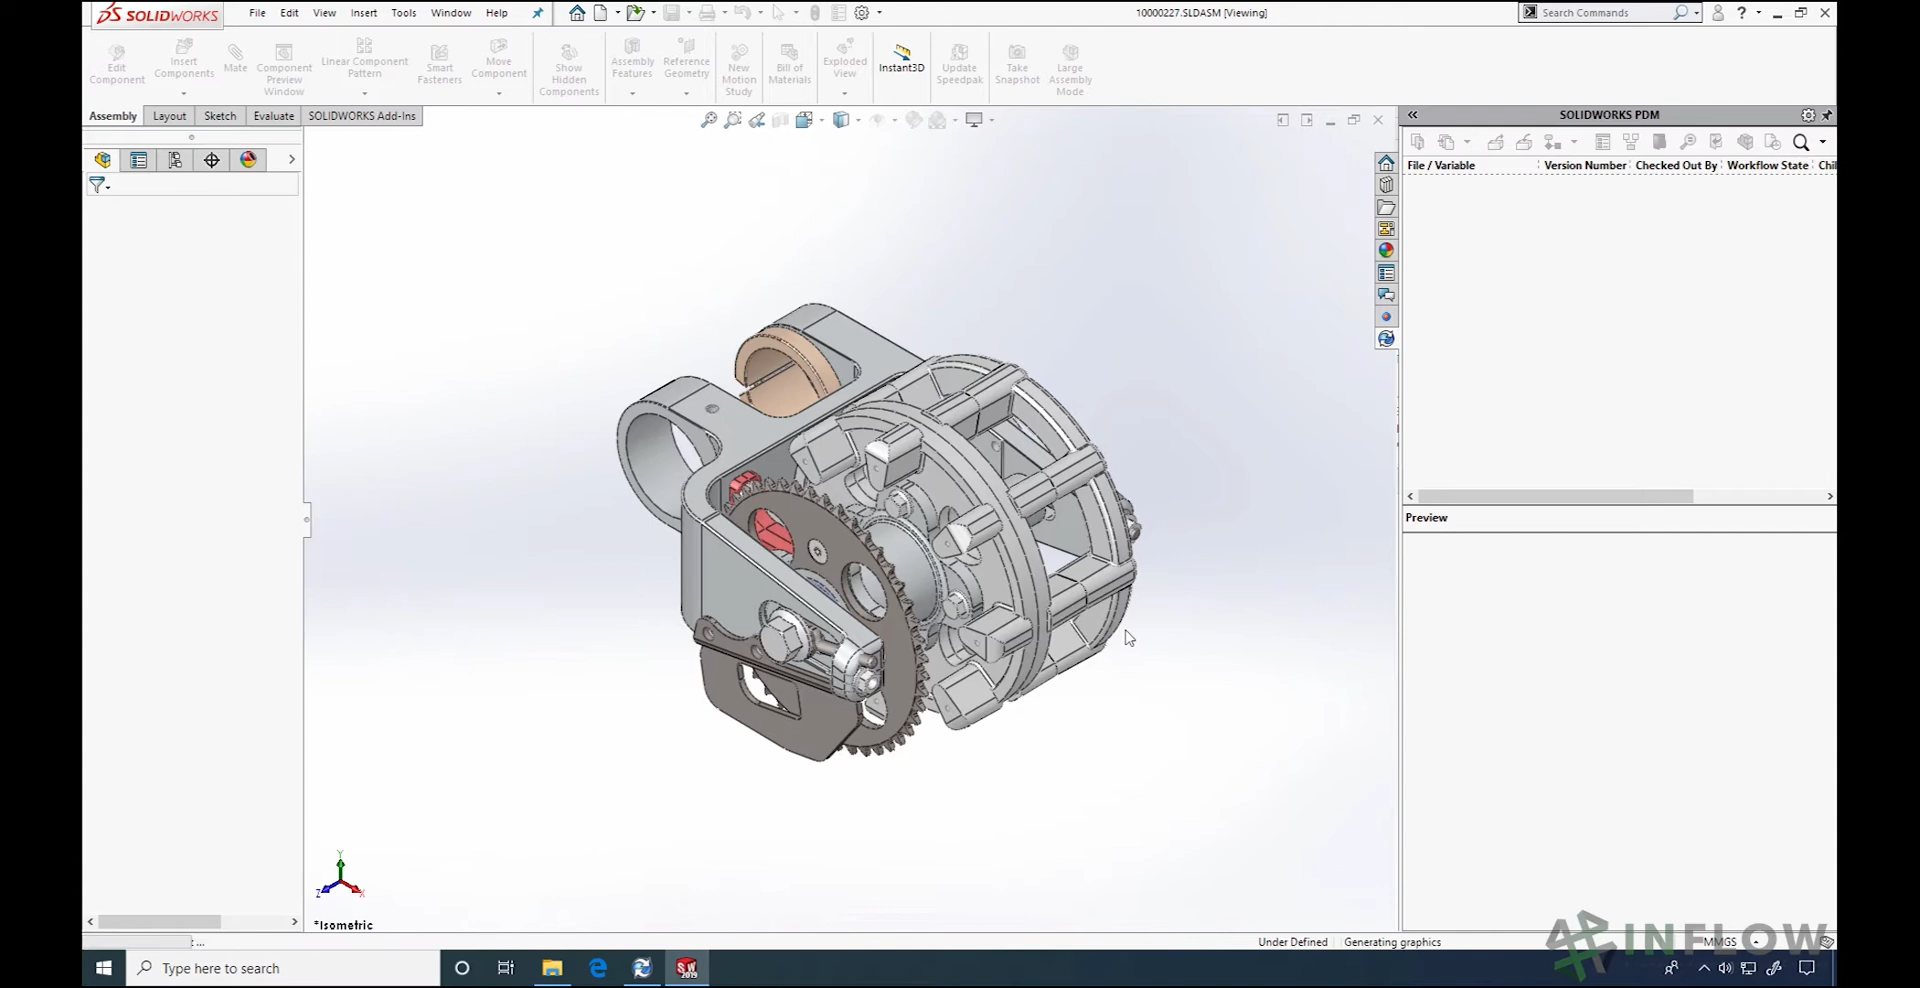 SOLIDWORKS File Edit View Insert Tools Window Help 10000227.SLDASM [Viewing] Search Commands ?
Edit Component
Insert Components
Mate
Component Preview Window
Linear Component Pattern
Smart Fasteners
Move Component
Show Hidden Components
Assembly Features
Reference Geometry
New Motion Study
Bill of Materials
Exploded View
Instant3D
Update Speedpak
Take Snapshot
Large Assembly Mode
Assembly Layout Sketch Evaluate SOLIDWORKS Add-Ins
SOLIDWORKS PDM
File / Variable Version Number Checked Out By Workflow State Chil
Preview
Y
Z X
*Isometric
... Under Defined Generating graphics MMGS
INFLOW
Type here to search
SW 2019